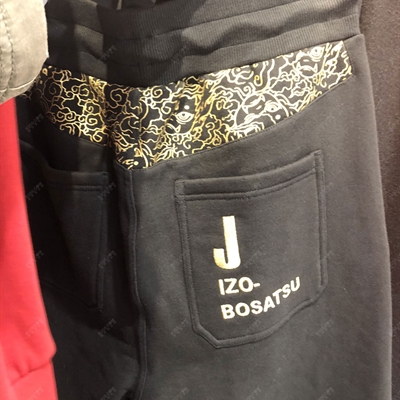 J
IZO-
BOSATSU